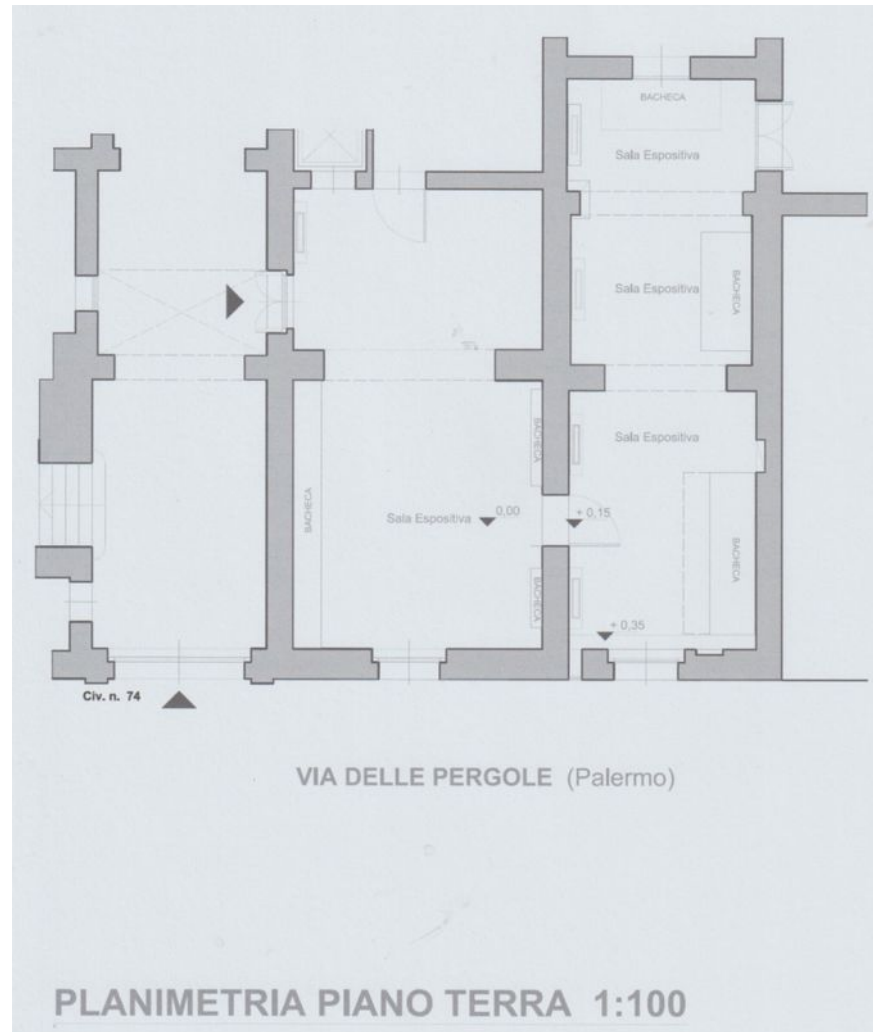 BACHECA
Sala Espositiva
Sala Espositiva
BACHECA
Sala Espositiva
BACHECA
BACHECA
Sala Espositiva
0,00
+ 0,15
BACHECA
BACHECA
+ 0,35
Civ. n. 74
VIA DELLE PERGOLE (Palermo)
PLANIMETRIA PIANO TERRA 1:100